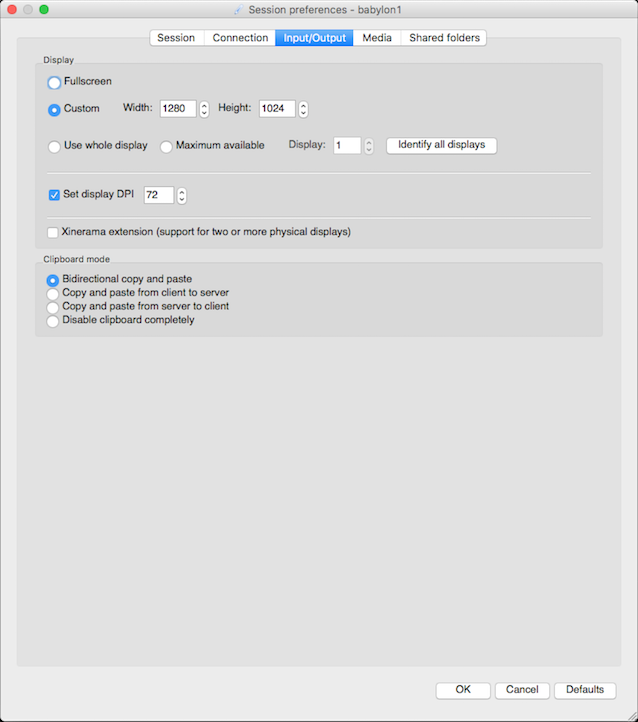 Session preferences - babylon1
Session Connection Input/Output Media Shared folders
Display
Fullscreen
Custom Width: 1280 Height: 1024
Use whole display Maximum available Display: 1 Identify all displays
Set display DPI 72
Xinerama extension (support for two or more physical displays)
Clipboard mode
Bidirectional copy and paste
Copy and paste from client to server
Copy and paste from server to client
Disable clipboard completely
OK Cancel Defaults